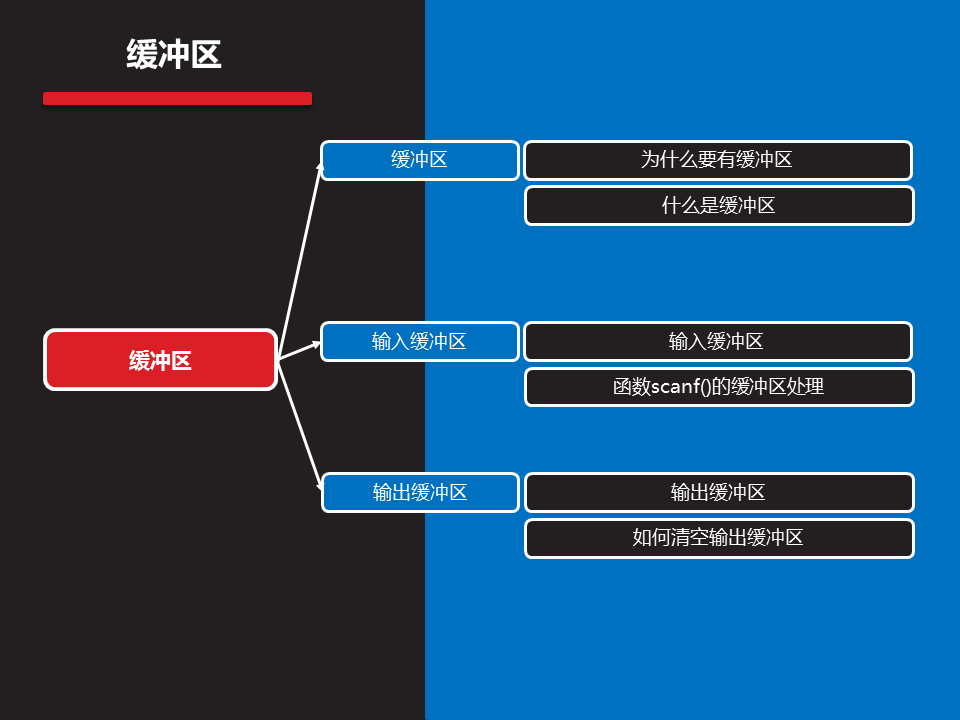 缓冲区
缓冲区
为什么要有缓冲区
什么是缓冲区
缓冲区
输入缓冲区
输入缓冲区
函数scanf()的缓冲区处理
输出缓冲区
输出缓冲区
如何清空输出缓冲区